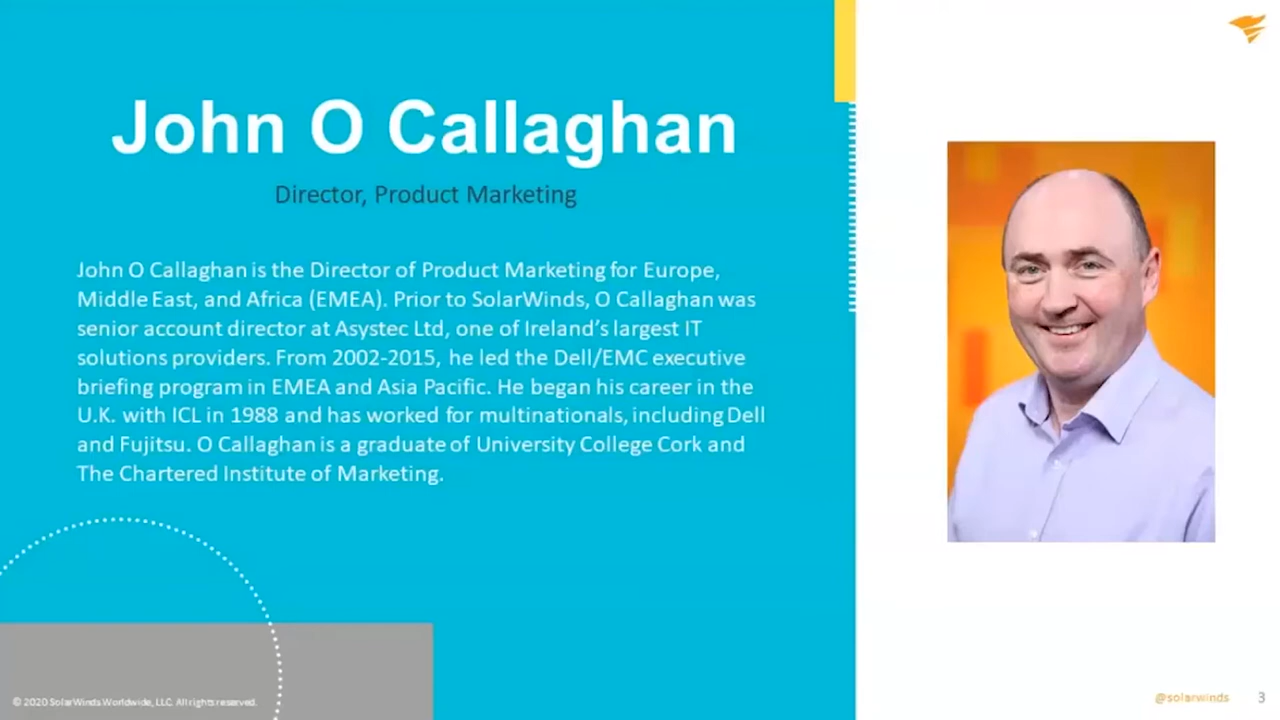 John O Callaghan
Director, Product Marketing
John O Callaghan is the Director of Product Marketing for Europe,
Middle East, and Africa (EMEA). Prior to SolarWinds, O Callaghan was
senior account director at Asystec Ltd, one of Ireland’s largest IT
solutions providers. From 2002-2015, he led the Dell/EMC executive
briefing program in EMEA and Asia Pacific. He began his career in the
U.K. with ICL in 1988 and has worked for multinationals, including Dell
and Fujitsu. O Callaghan is a graduate of University College Cork and
The Chartered Institute of Marketing.
© 2020 SolarWinds Worldwide, LLC. All rights reserved.
@solarwinds 3